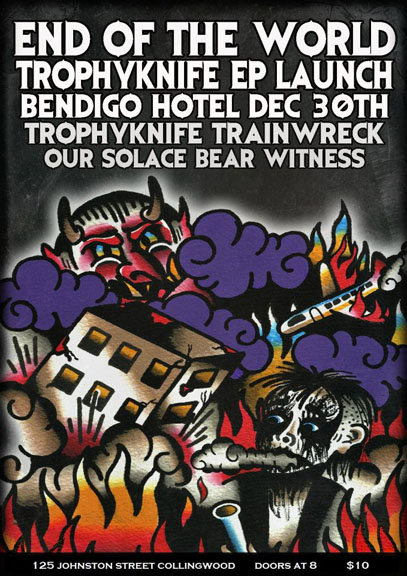 END OF THE WORLD
TROPHYKNIFE EP LAUNCH
BENDIGO HOTEL DEC 30TH
TROPHYKNIFE TRAINWRECK
OUR SOLACE BEAR WITNESS
125 JOHNSTON STREET COLLINGWOOD DOORS AT 8 $10